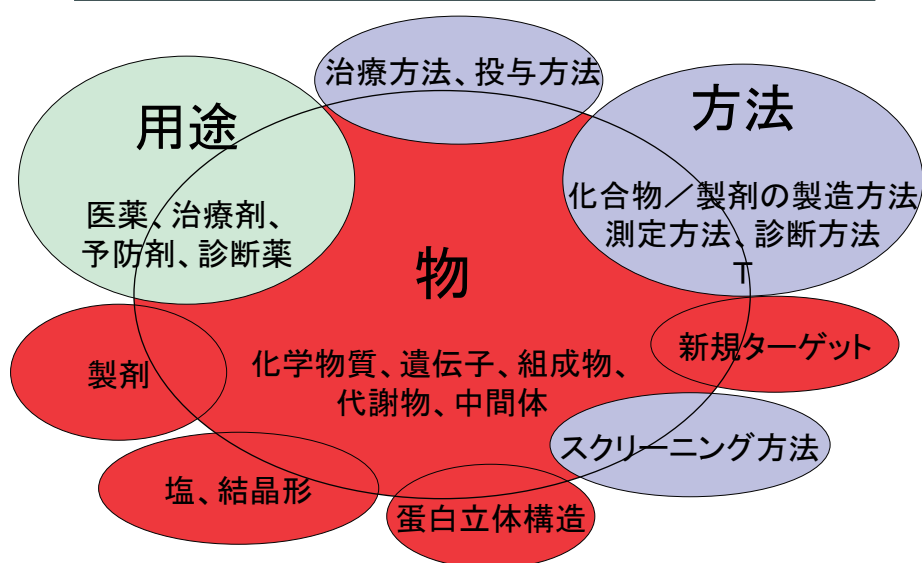 治療方法、投与方法
用途
方法
医薬、治療剤、
予防剤、診断薬
化合物／製剤の製造方法
測定方法、診断方法
T
物
新規ターゲット
製剤
化学物質、遺伝子、組成物、
代謝物、中間体
スクリーニング方法
塩、結晶形
蛋白立体構造